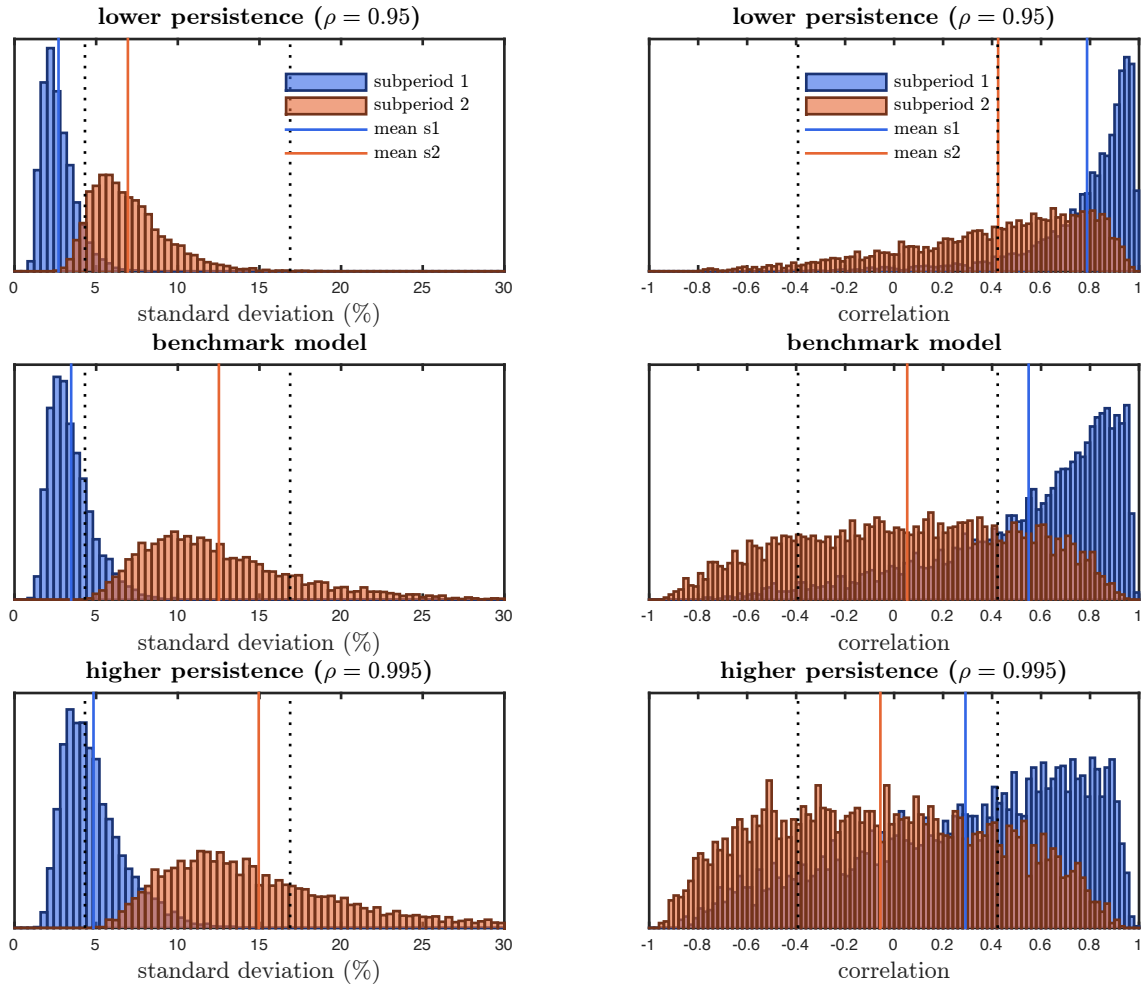 lower persistence (ρ = 0.95)
subperiod 1
subperiod 2
mean s1
mean s2
0 5 10 15 20 25 30
standard deviation (%)
lower persistence (ρ = 0.95)
subperiod 1
subperiod 2
mean s1
mean s2
-1 -0.8 -0.6 -0.4 -0.2 0 0.2 0.4 0.6 0.8 1
correlation
benchmark model
0 5 10 15 20 25 30
standard deviation (%)
benchmark model
-1 -0.8 -0.6 -0.4 -0.2 0 0.2 0.4 0.6 0.8 1
correlation
higher persistence (ρ = 0.995)
0 5 10 15 20 25 30
standard deviation (%)
higher persistence (ρ = 0.995)
-1 -0.8 -0.6 -0.4 -0.2 0 0.2 0.4 0.6 0.8 1
correlation